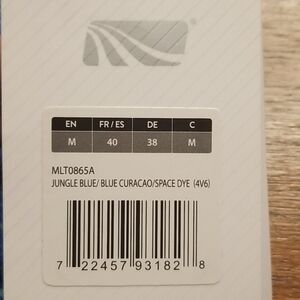 ®
EN FR/ES DE C
M 40 38 M
MLT0865A
JUNGLE BLUE/ BLUE CURACAO/SPACE DYE (4V6)
7 22457 93182 8